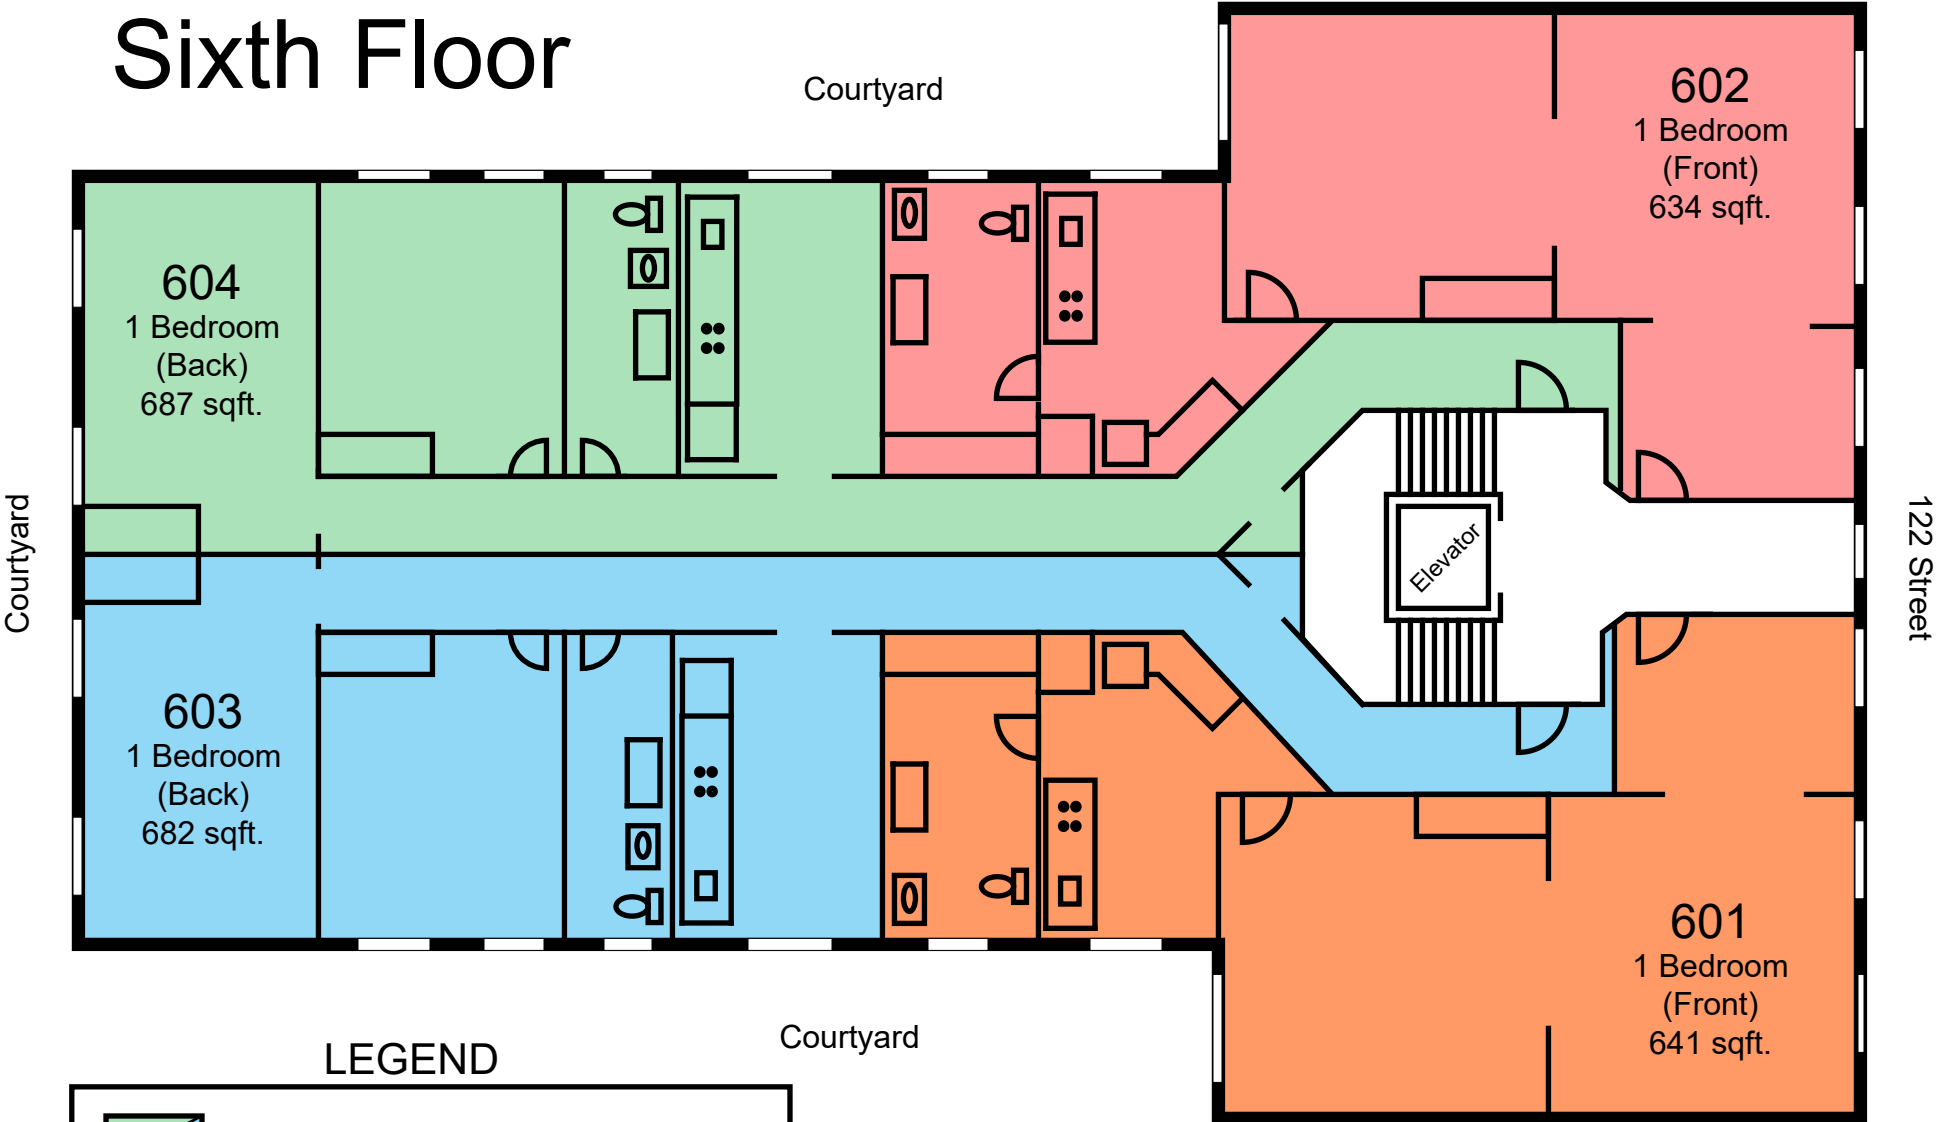 Sixth Floor
Courtyard
602
1 Bedroom
(Front)
634 sqft.
604
1 Bedroom
(Back)
687 sqft.
Courtyard
Elevator
122 Street
603
1 Bedroom
(Back)
682 sqft.
601
1 Bedroom
(Front)
641 sqft.
Courtyard
LEGEND